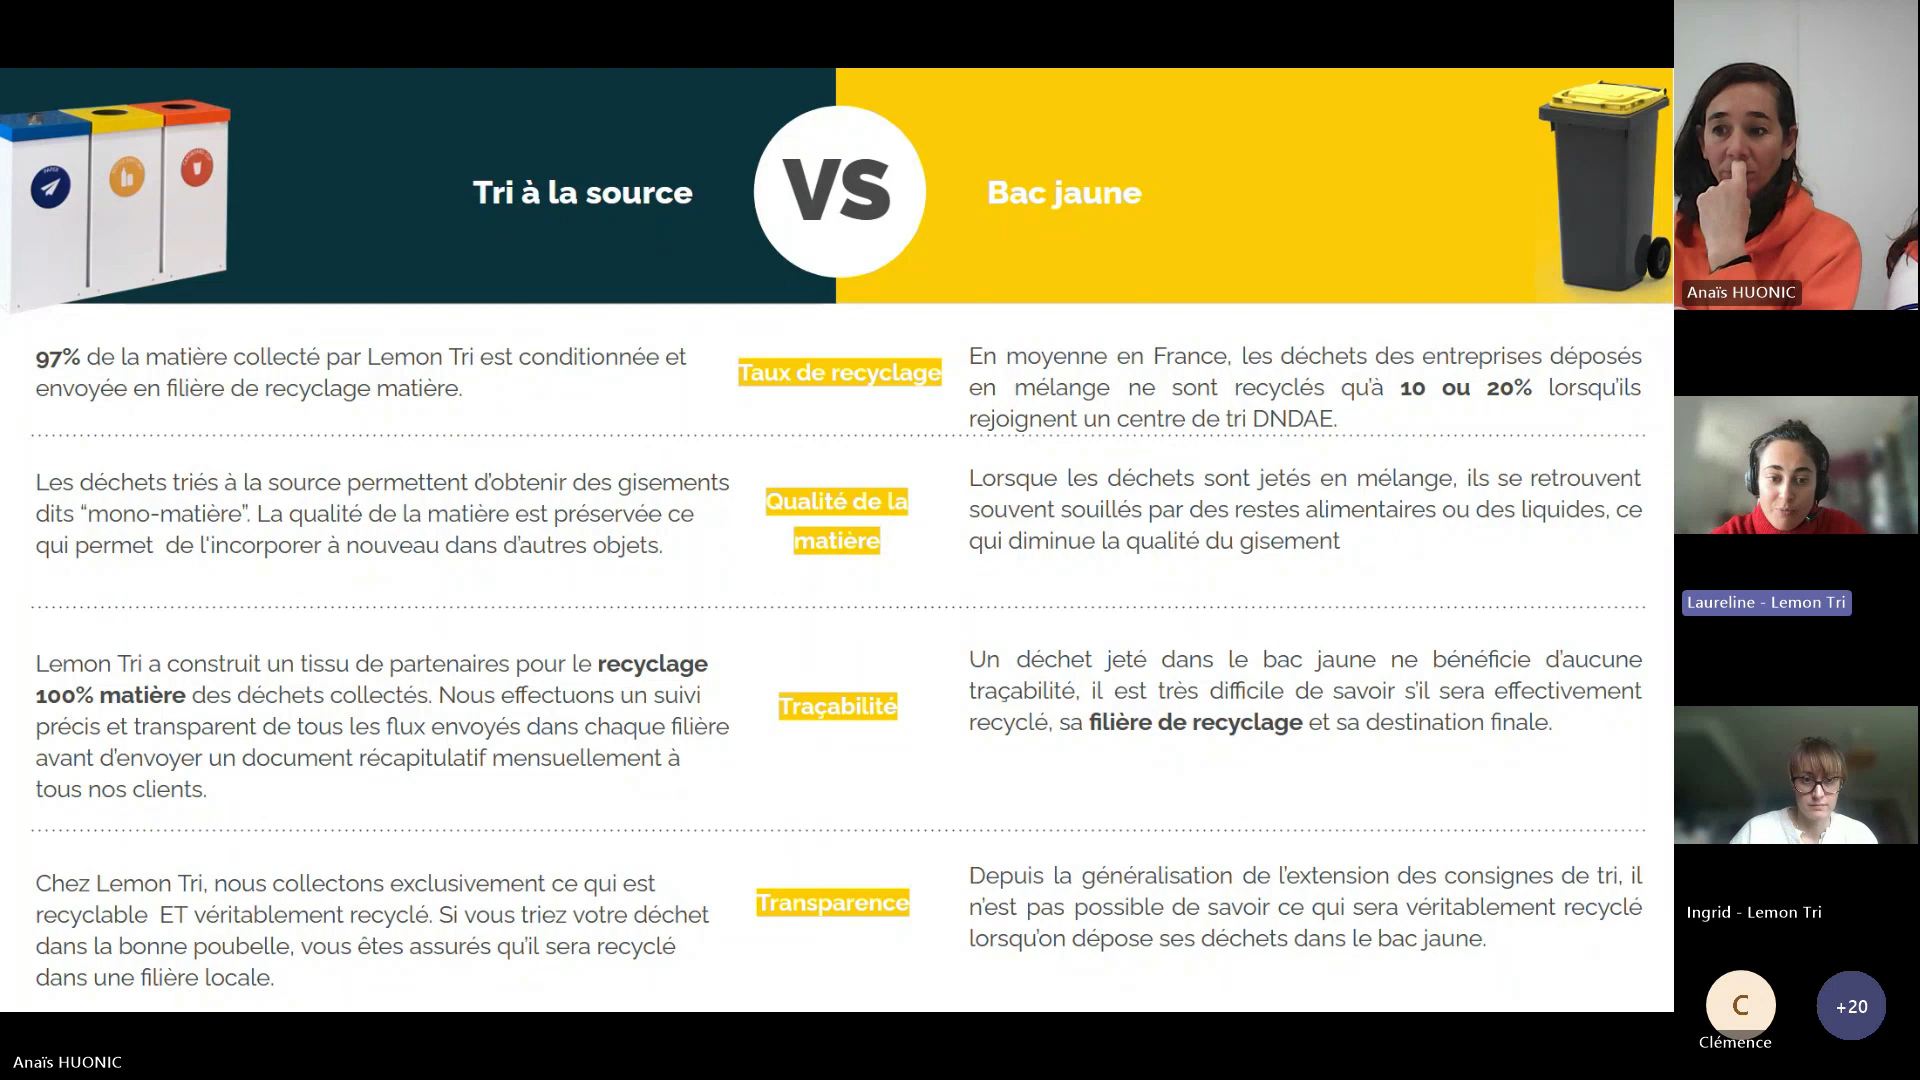 Tri à la source
VS
Bac jaune
97% de la matière collecté par Lemon Tri est conditionnée et
envoyée en filière de recyclage matière.
Taux de recyclage
En moyenne en France, les déchets des entreprises déposés
en mélange ne sont recyclés qu'à 10 ou 20% lorsqu'ils
rejoignent un centre de tri DNDAE.
Les déchets triés à la source permettent d'obtenir des gisements
dits “mono-matière”. La qualité de la matière est préservée ce
qui permet de l'incorporer à nouveau dans d'autres objets.
Qualité de la
matière
Lorsque les déchets sont jetés en mélange, ils se retrouvent
souvent souillés par des restes alimentaires ou des liquides, ce
qui diminue la qualité du gisement
Lemon Tri a construit un tissu de partenaires pour le recyclage
100% matière des déchets collectés. Nous effectuons un suivi
précis et transparent de tous les flux envoyés dans chaque filière
avant d'envoyer un document récapitulatif mensuellement à
tous nos clients.
Traçabilité
Un déchet jeté dans le bac jaune ne bénéficie d'aucune
traçabilité, il est très difficile de savoir s'il sera effectivement
recyclé, sa filière de recyclage et sa destination finale.
Chez Lemon Tri, nous collectons exclusivement ce qui est
recyclable ET véritablement recyclé. Si vous triez votre déchet
dans la bonne poubelle, vous êtes assurés qu'il sera recyclé
dans une filière locale.
Transparence
Depuis la généralisation de l'extension des consignes de tri, il
n'est pas possible de savoir ce qui sera véritablement recyclé
lorsqu'on dépose ses déchets dans le bac jaune.
Anaïs HUONIC
Laureline - Lemon Tri
Ingrid - Lemon Tri
C
Clémence
+20
Anaïs HUONIC